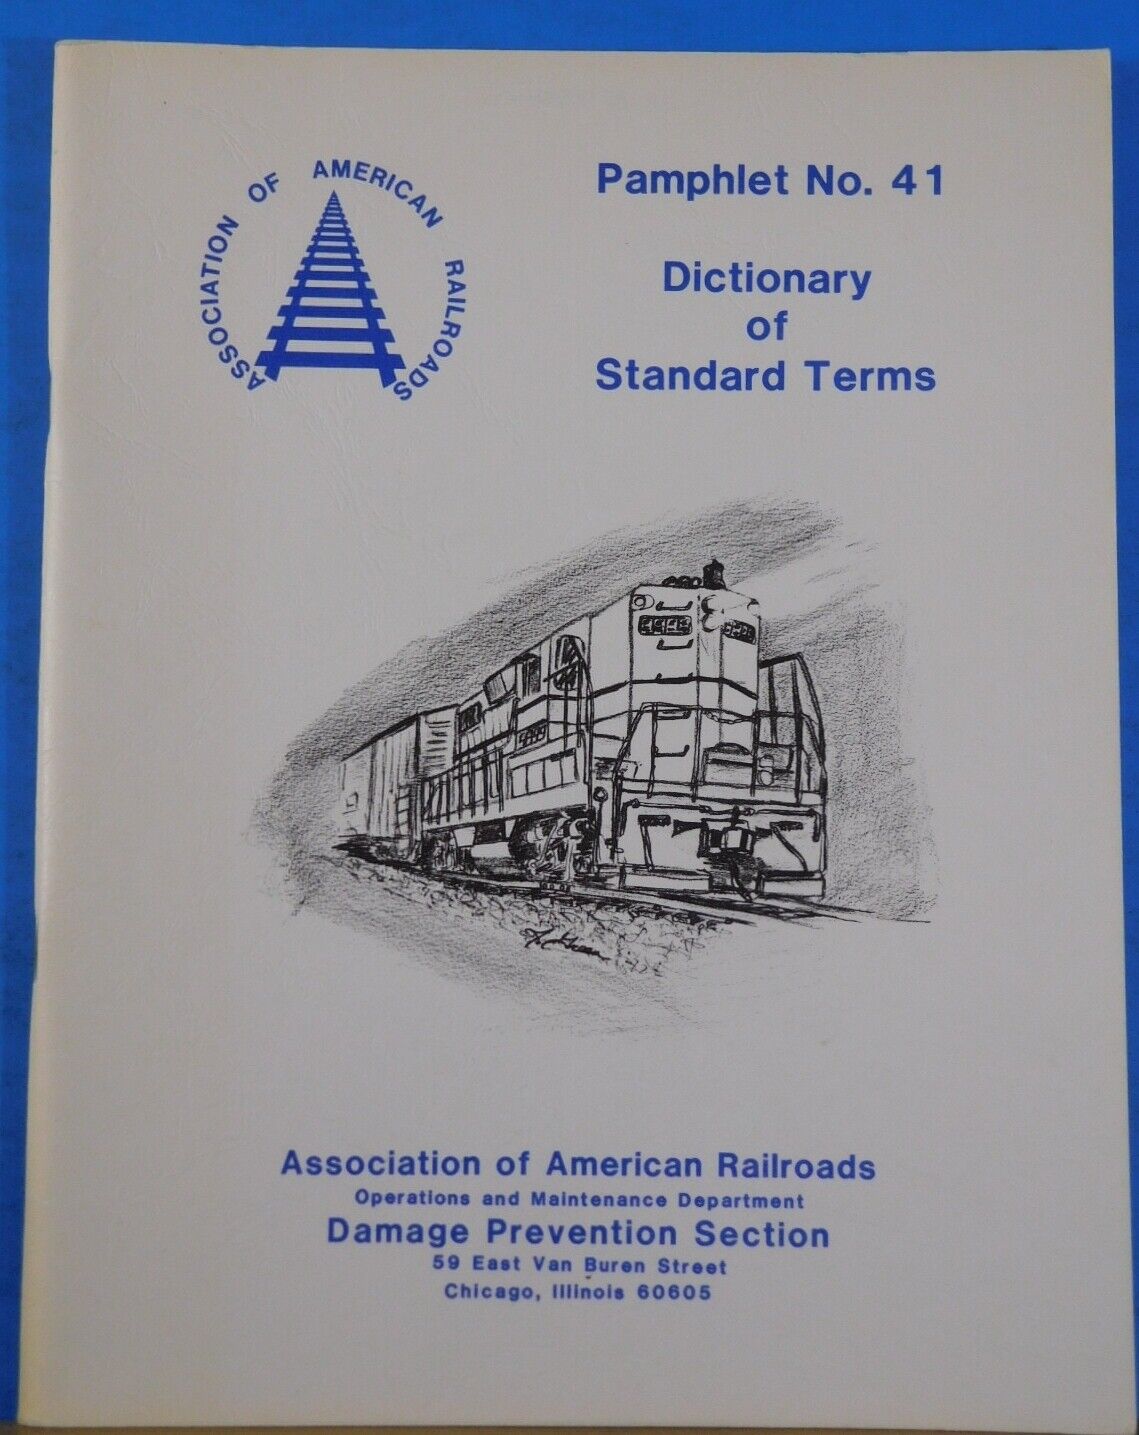 ASSOCIATION OF AMERICAN RAILROADS
Pamphlet No. 41
Dictionary
of
Standard Terms
Association of American Railroads
Operations and Maintenance Department
Damage Prevention Section
59 East Van Buren Street
Chicago, Illinois 60605